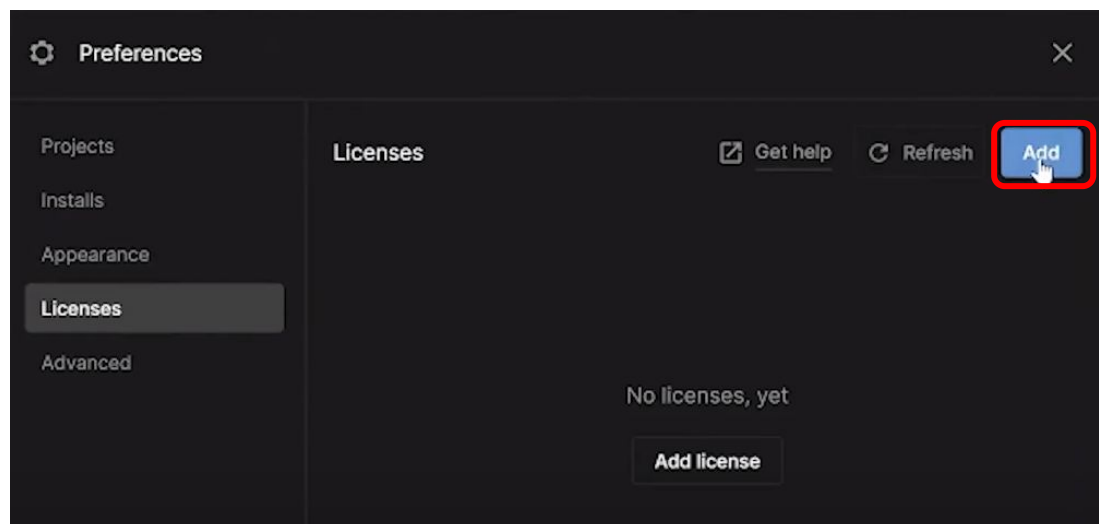 Preferences
Projects
Installs
Appearance
Licenses
Advanced
Licenses
Get help
Refresh
Add
No licenses, yet
Add license